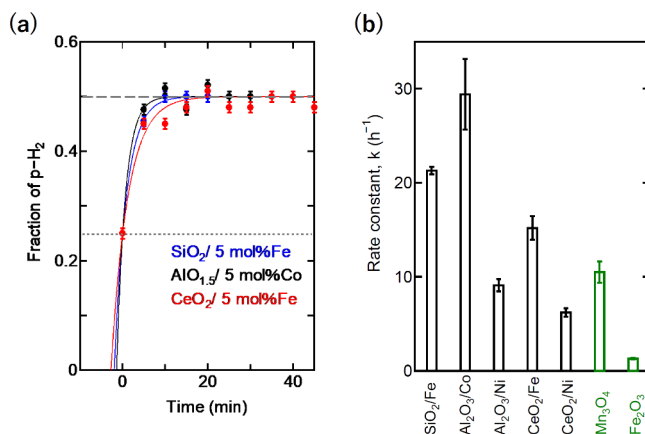 (a)
0.6
0.4
0.2
0
Fraction of p-H₂
SiO₂/ 5 mol%Fe
AlO₁.₅/ 5 mol%Co
CeO₂/ 5 mol%Fe
0
20
40
Time (min)
(b)
30
20
10
0
Rate constant, k (h⁻¹)
SiO₂/Fe
Al₂O₃/Co
Al₂O₃/Ni
CeO₂/Fe
CeO₂/Ni
Mn₃O₄
Fe₂O₃